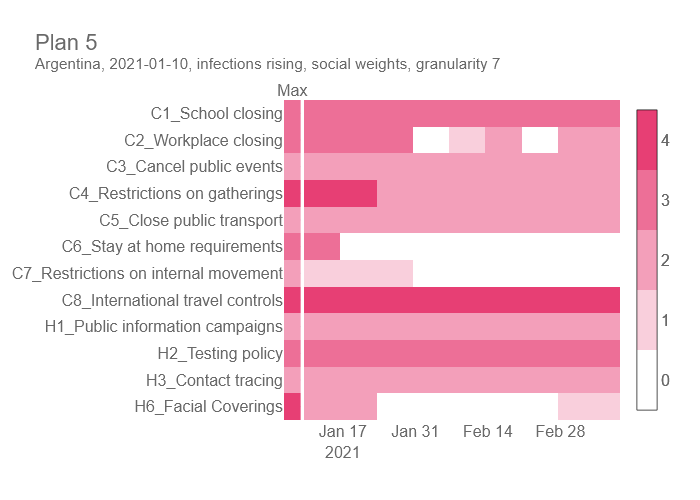 Plan 5
Argentina, 2021-01-10, infections rising, social weights, granularity 7
Max
C1_School closing
C2_Workplace closing
C3_Cancel public events
C4_Restrictions on gatherings
C5_Close public transport
C6_Stay at home requirements
C7_Restrictions on internal movement
C8_International travel controls
H1_Public information campaigns
H2_Testing policy
H3_Contact tracing
H6_Facial Coverings
Jan 17 Jan 31 Feb 14 Feb 28
2021
4
3
2
1
0